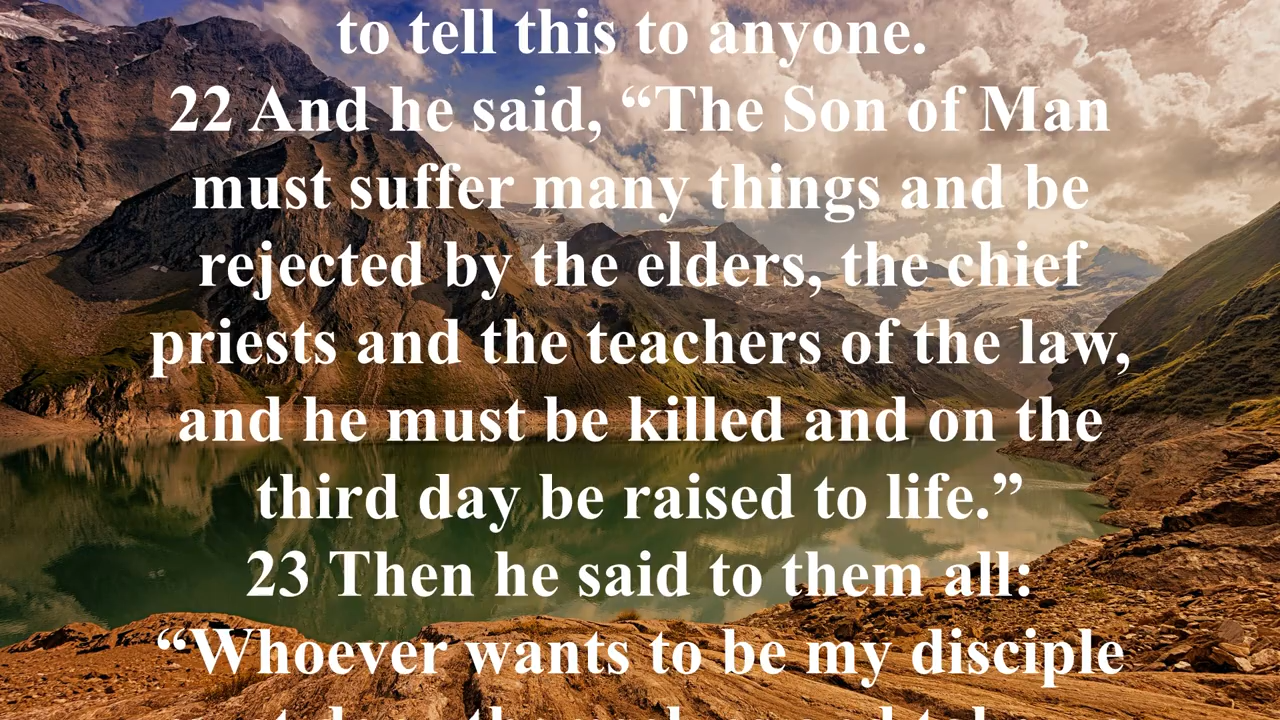 to tell this to anyone.
22 And he said, “The Son of Man
must suffer many things and be
rejected by the elders, the chief
priests and the teachers of the law,
and he must be killed and on the
third day be raised to life.”
23 Then he said to them all:
“Whoever wants to be my disciple